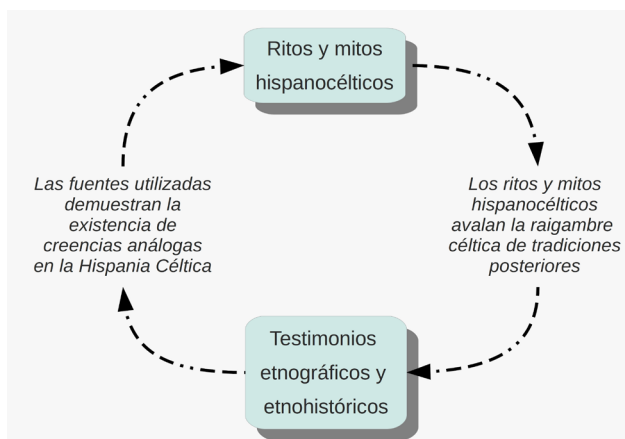 Ritos y mitos
hispanocélticos
Las fuentes utilizadas
demuestran la
existencia de
creencias análogas
en la Hispania Céltica
Los ritos y mitos
hispanocélticos
avalan la raigambre
céltica de tradiciones
posteriores
Testimonios
etnográficos y
etnohistóricos